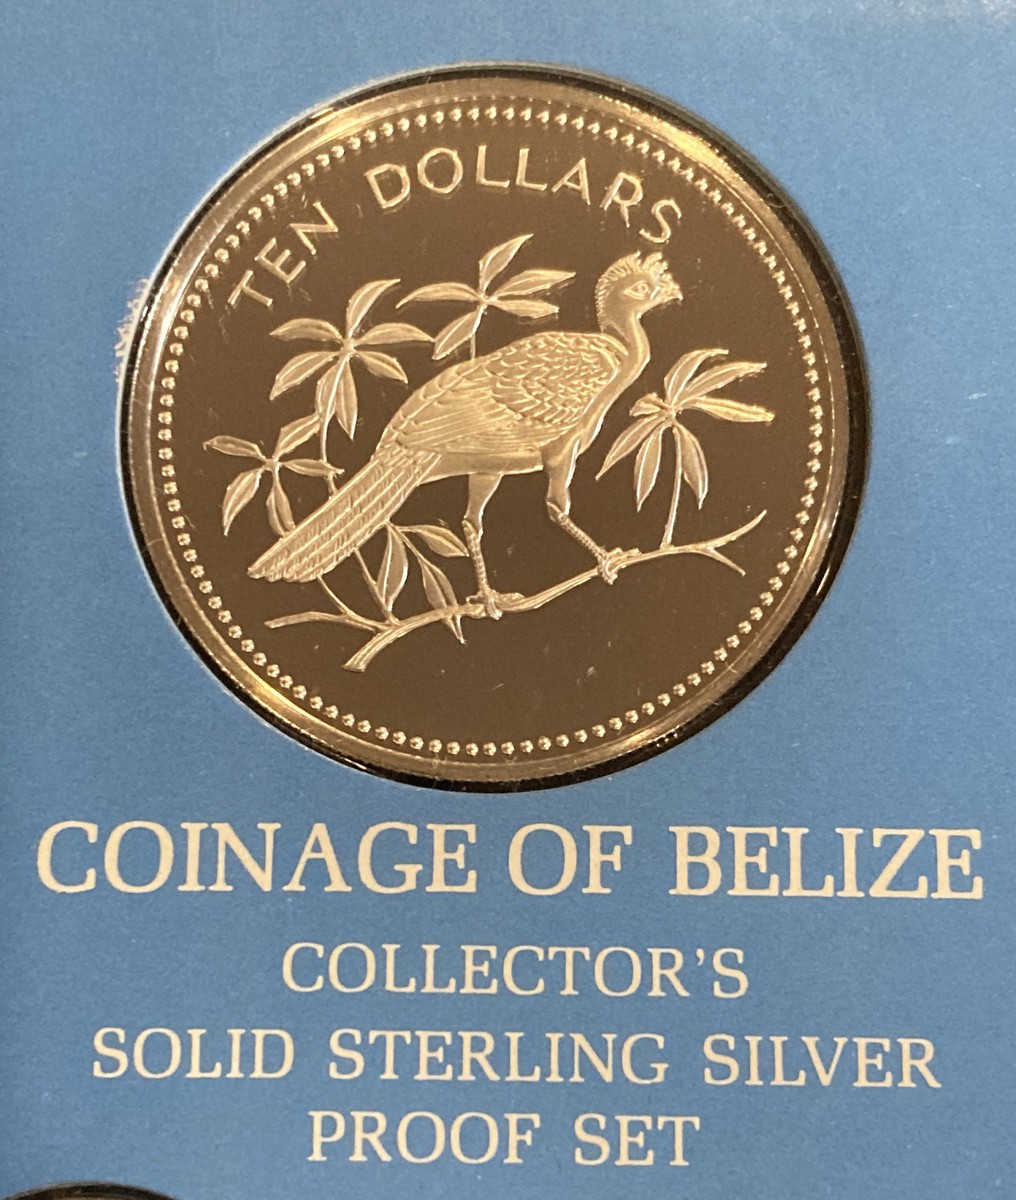 TEN DOLLARS
COINAGE OF BELIZE
COLLECTOR'S
SOLID STERLING SILVER
PROOF SET